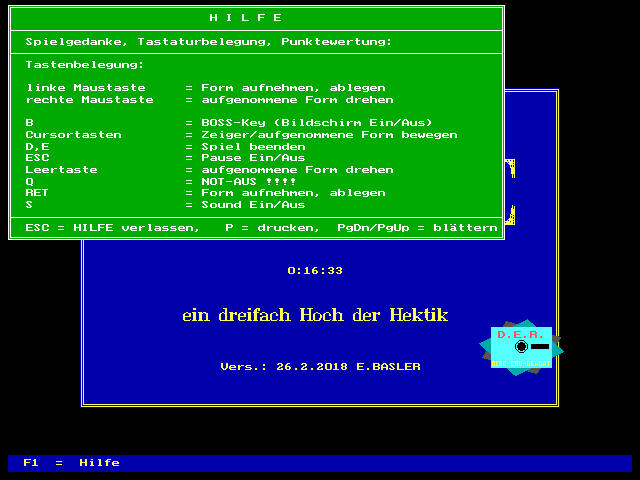 H I L F E
Spielgedanke, Tastaturbelegung, Punktewertung:
Tastenbelegung:
linke Maustaste = Form aufnehmen, ablegen
rechte Maustaste = aufgenommene Form drehen
B = BOSS-Key (Bildschirm Ein/Aus)
Cursortasten = Zeiger/aufgenommene Form bewegen
D,E = Spiel beenden
ESC = Pause Ein/Aus
Leertaste = aufgenommene Form drehen
Q = NOT-AUS !!!!
RET = Form aufnehmen, ablegen
S = Sound Ein/Aus
ESC = HILFE verlassen, P = drucken, PgDn/PgUp = blättern
0:16:33
ein dreifach Hoch der Hektik
D.E.R.
Vers.: 26.2.2018 E.BASLER
F1 = Hilfe